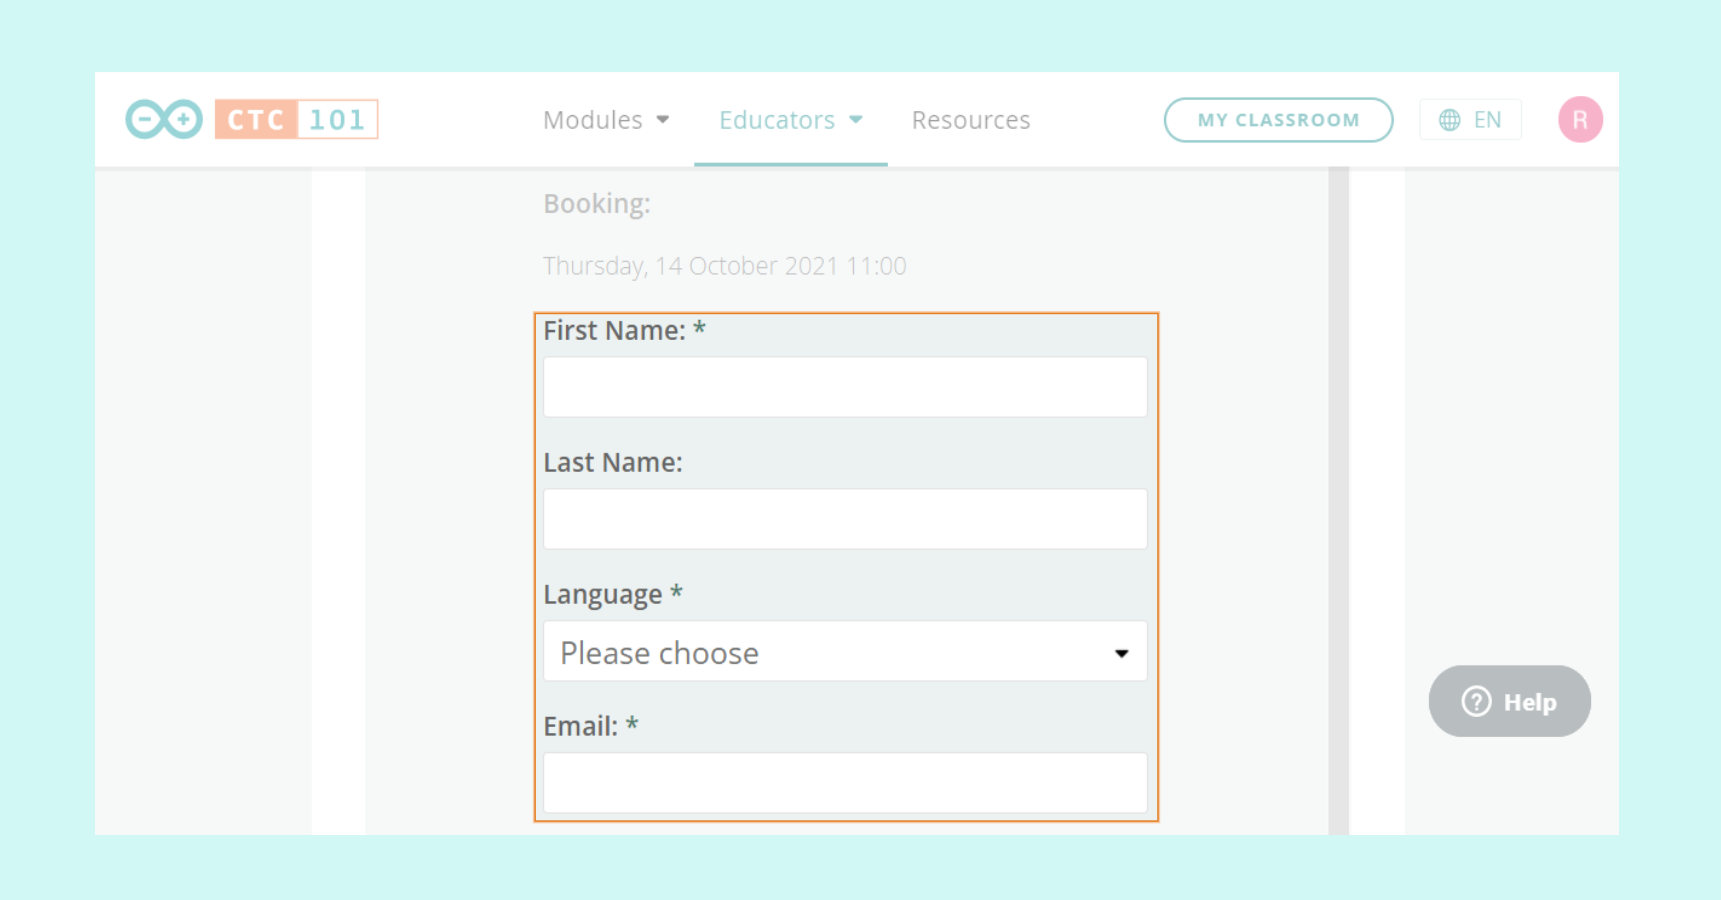 CTC 101 Modules Educators Resources MY CLASSROOM EN R
Booking:
Thursday, 14 October 2021 11:00
First Name: *
Last Name:
Language *
Please choose
Email: *
Help